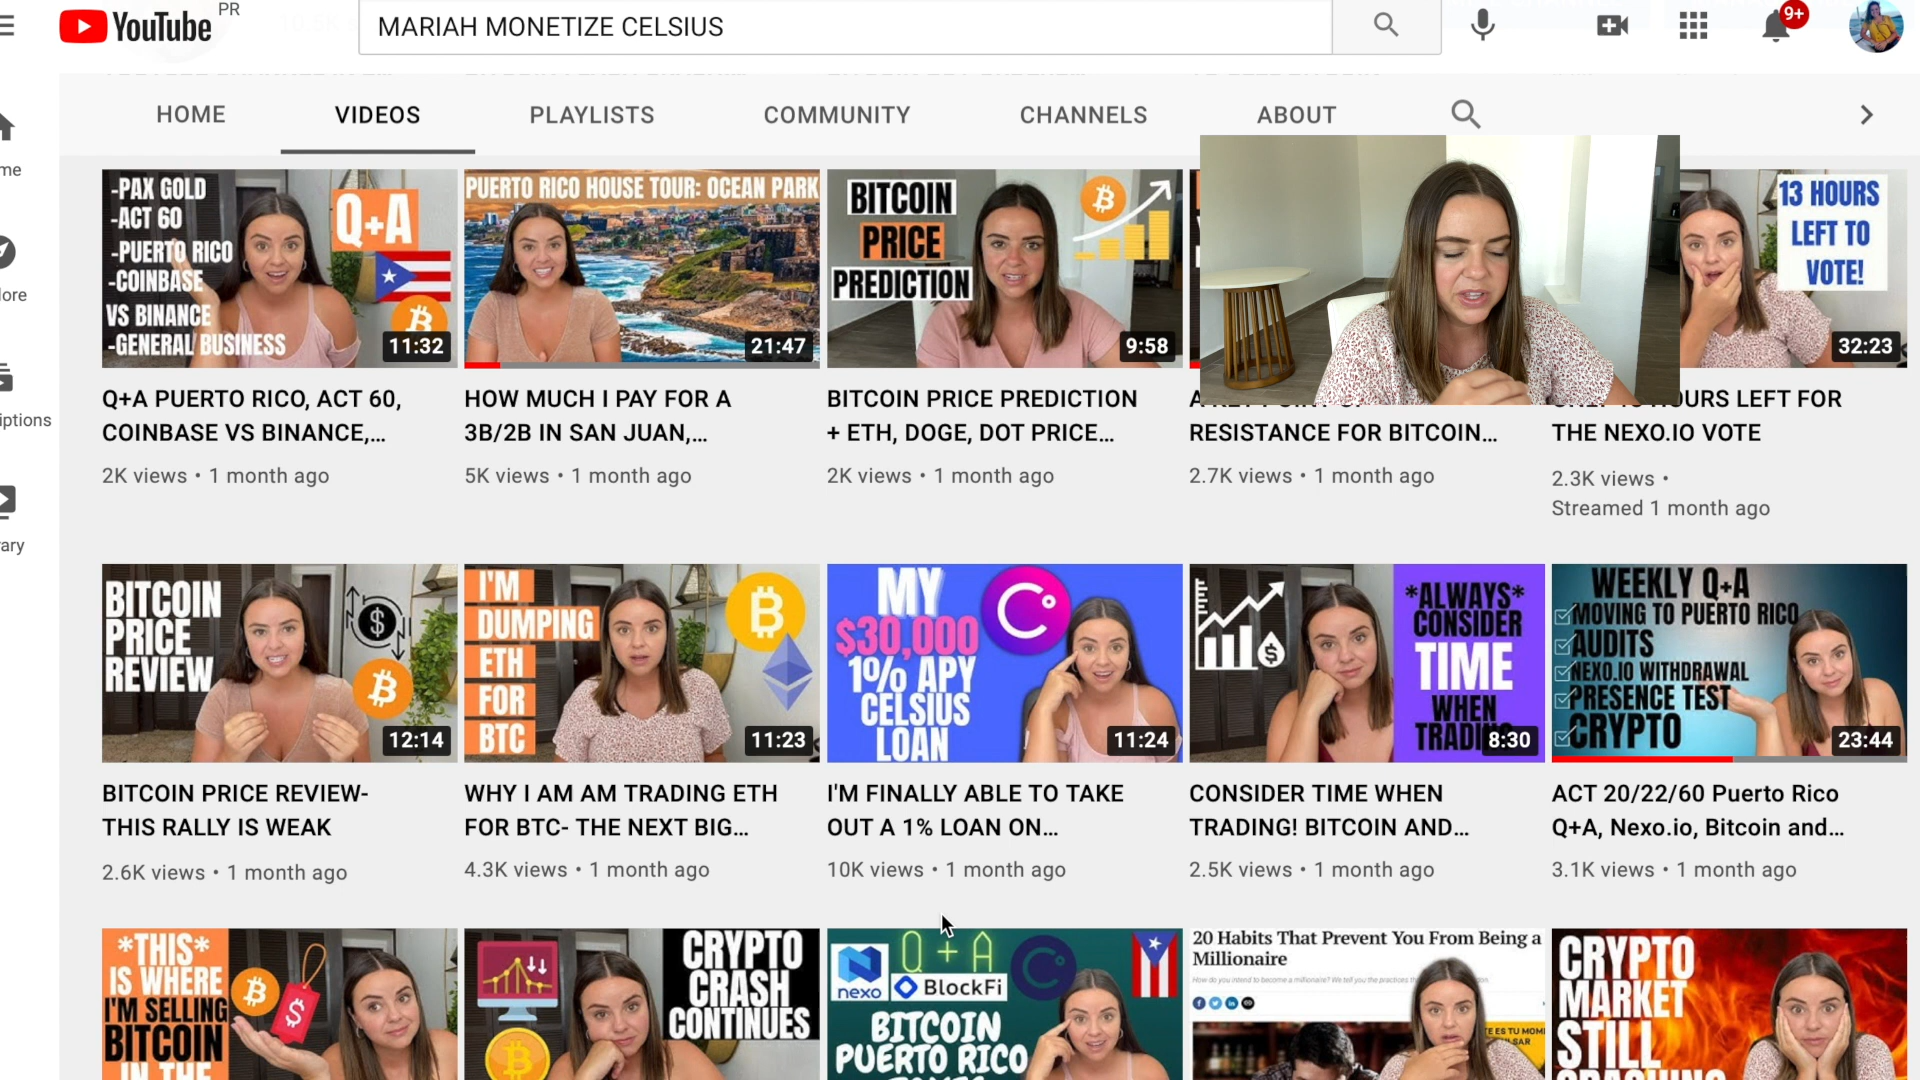 YouTube PR
MARIAH MONETIZE CELSIUS
9+
HOME VIDEOS PLAYLISTS COMMUNITY CHANNELS ABOUT
-PAX GOLD
-ACT 60
-PUERTO RICO
-COINBASE
VS BINANCE
-GENERAL BUSINESS
Q+A
11:32
Q+A PUERTO RICO, ACT 60,
COINBASE VS BINANCE,...
2K views • 1 month ago
PUERTO RICO HOUSE TOUR: OCEAN PARK
21:47
HOW MUCH I PAY FOR A
3B/2B IN SAN JUAN,...
5K views • 1 month ago
BITCOIN
PRICE
PREDICTION
9:58
BITCOIN PRICE PREDICTION
+ ETH, DOGE, DOT PRICE...
2K views • 1 month ago
RESISTANCE FOR BITCOIN...
2.7K views • 1 month ago
13 HOURS
LEFT TO
VOTE!
32:23
HOURS LEFT FOR
THE NEXO.IO VOTE
2.3K views •
Streamed 1 month ago
BITCOIN
PRICE
REVIEW
12:14
BITCOIN PRICE REVIEW-
THIS RALLY IS WEAK
2.6K views • 1 month ago
I'M
DUMPING
ETH
FOR
BTC
11:23
WHY I AM AM TRADING ETH
FOR BTC- THE NEXT BIG...
4.3K views • 1 month ago
MY
$30,000
1% APY
CELSIUS
LOAN
11:24
I'M FINALLY ABLE TO TAKE
OUT A 1% LOAN ON...
10K views • 1 month ago
*ALWAYS*
CONSIDER
TIME
WHEN
TRADING
8:30
CONSIDER TIME WHEN
TRADING! BITCOIN AND...
2.5K views • 1 month ago
WEEKLY Q+A
MOVING TO PUERTO RICO
AUDITS
NEXO.IO WITHDRAWAL
PRESENCE TEST
CRYPTO
23:44
ACT 20/22/60 Puerto Rico
Q+A, Nexo.io, Bitcoin and...
3.1K views • 1 month ago
*THIS*
IS WHERE
I'M SELLING
BITCOIN
IN THE
CRYPTO
CRASH
CONTINUES
Q + A
nexo
BlockFi
BITCOIN
PUERTO RICO
TAXES
20 Habits That Prevent You From Being a
Millionaire
CRYPTO
MARKET
STILL
CRASHING